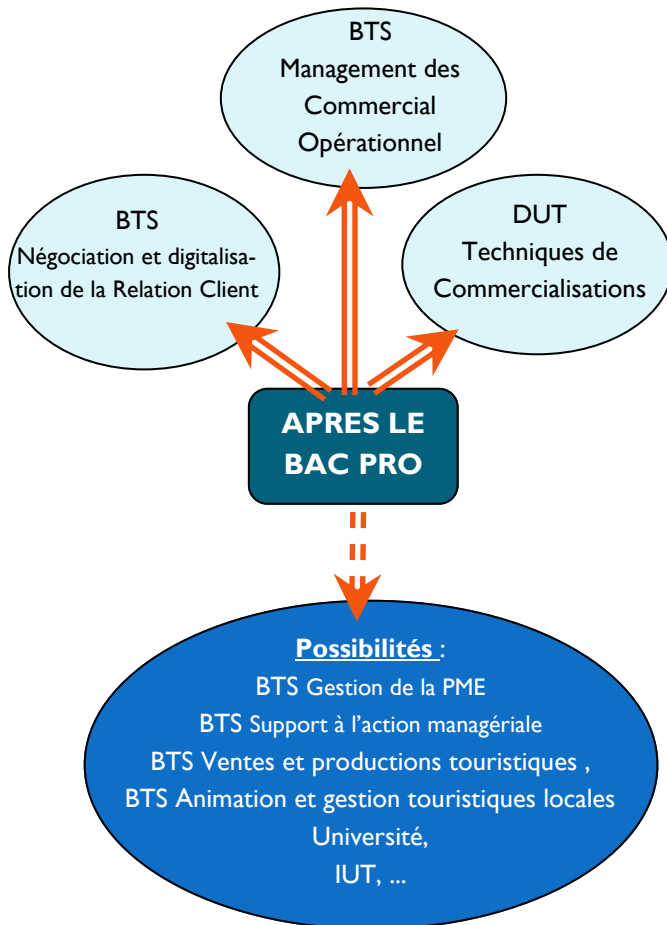 BTS
Management des
Commercial
Opérationnel
BTS
Négociation et digitalisa-
tion de la Relation Client
DUT
Techniques de
Commercialisations
APRES LE
BAC PRO
Possibilités :
BTS Gestion de la PME
BTS Support à l’action managériale
BTS Ventes et productions touristiques ,
BTS Animation et gestion touristiques locales
Université,
IUT, ...